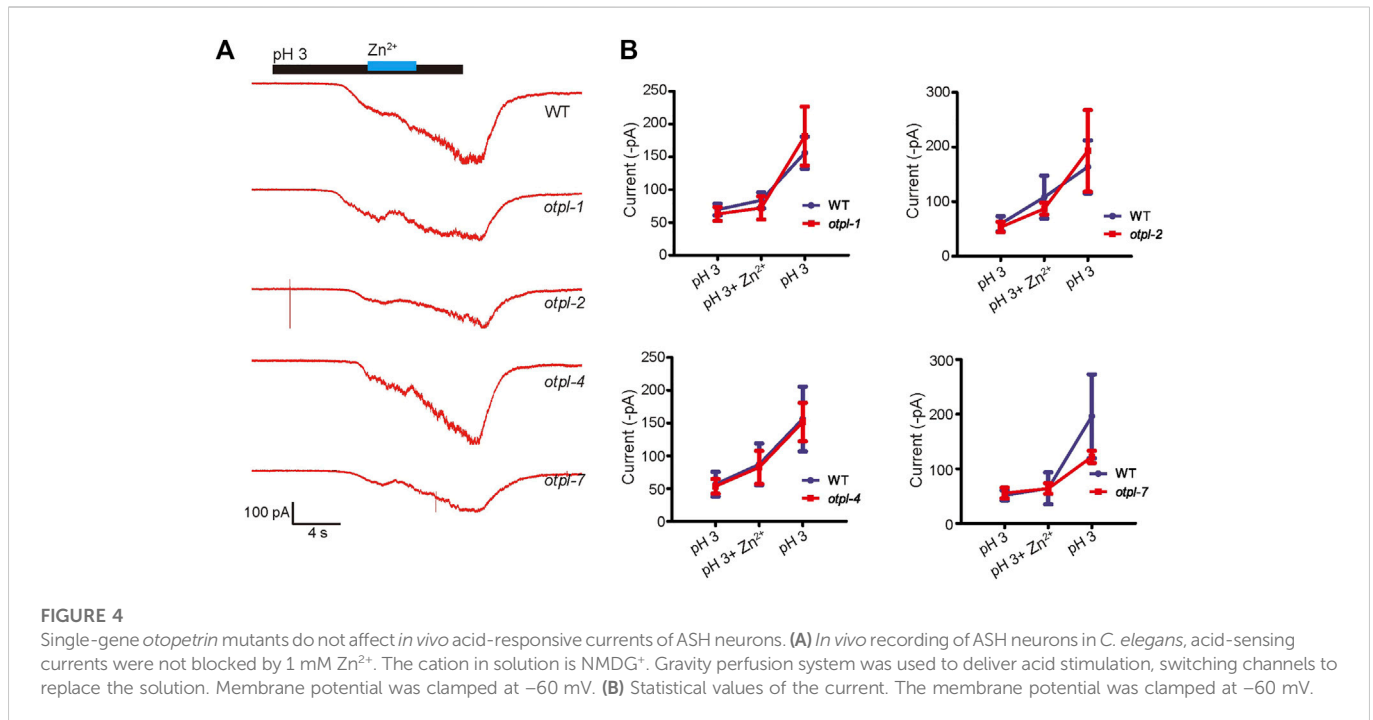 A
pH 3
Zn²⁺
WT
otpl-1
otpl-2
otpl-4
otpl-7
100 pA
4 s
B
Current (-pA)
250
200
150
100
50
0
WT
otpl-1
pH 3
pH 3+ Zn²⁺
pH 3
Current (-pA)
300
200
100
0
WT
otpl-2
pH 3
pH 3+ Zn²⁺
pH 3
Current (-pA)
250
200
150
100
50
0
WT
otpl-4
pH 3
pH 3+ Zn²⁺
pH 3
Current (-pA)
300
200
100
0
WT
otpl-7
pH 3
pH 3+ Zn²⁺
pH 3
FIGURE 4
Single-gene otopetrin mutants do not affect in vivo acid-responsive currents of ASH neurons. (A) In vivo recording of ASH neurons in C. elegans, acid-sensing
currents were not blocked by 1 mM Zn²⁺. The cation in solution is NMDG⁺. Gravity perfusion system was used to deliver acid stimulation, switching channels to
replace the solution. Membrane potential was clamped at −60 mV. (B) Statistical values of the current. The membrane potential was clamped at −60 mV.